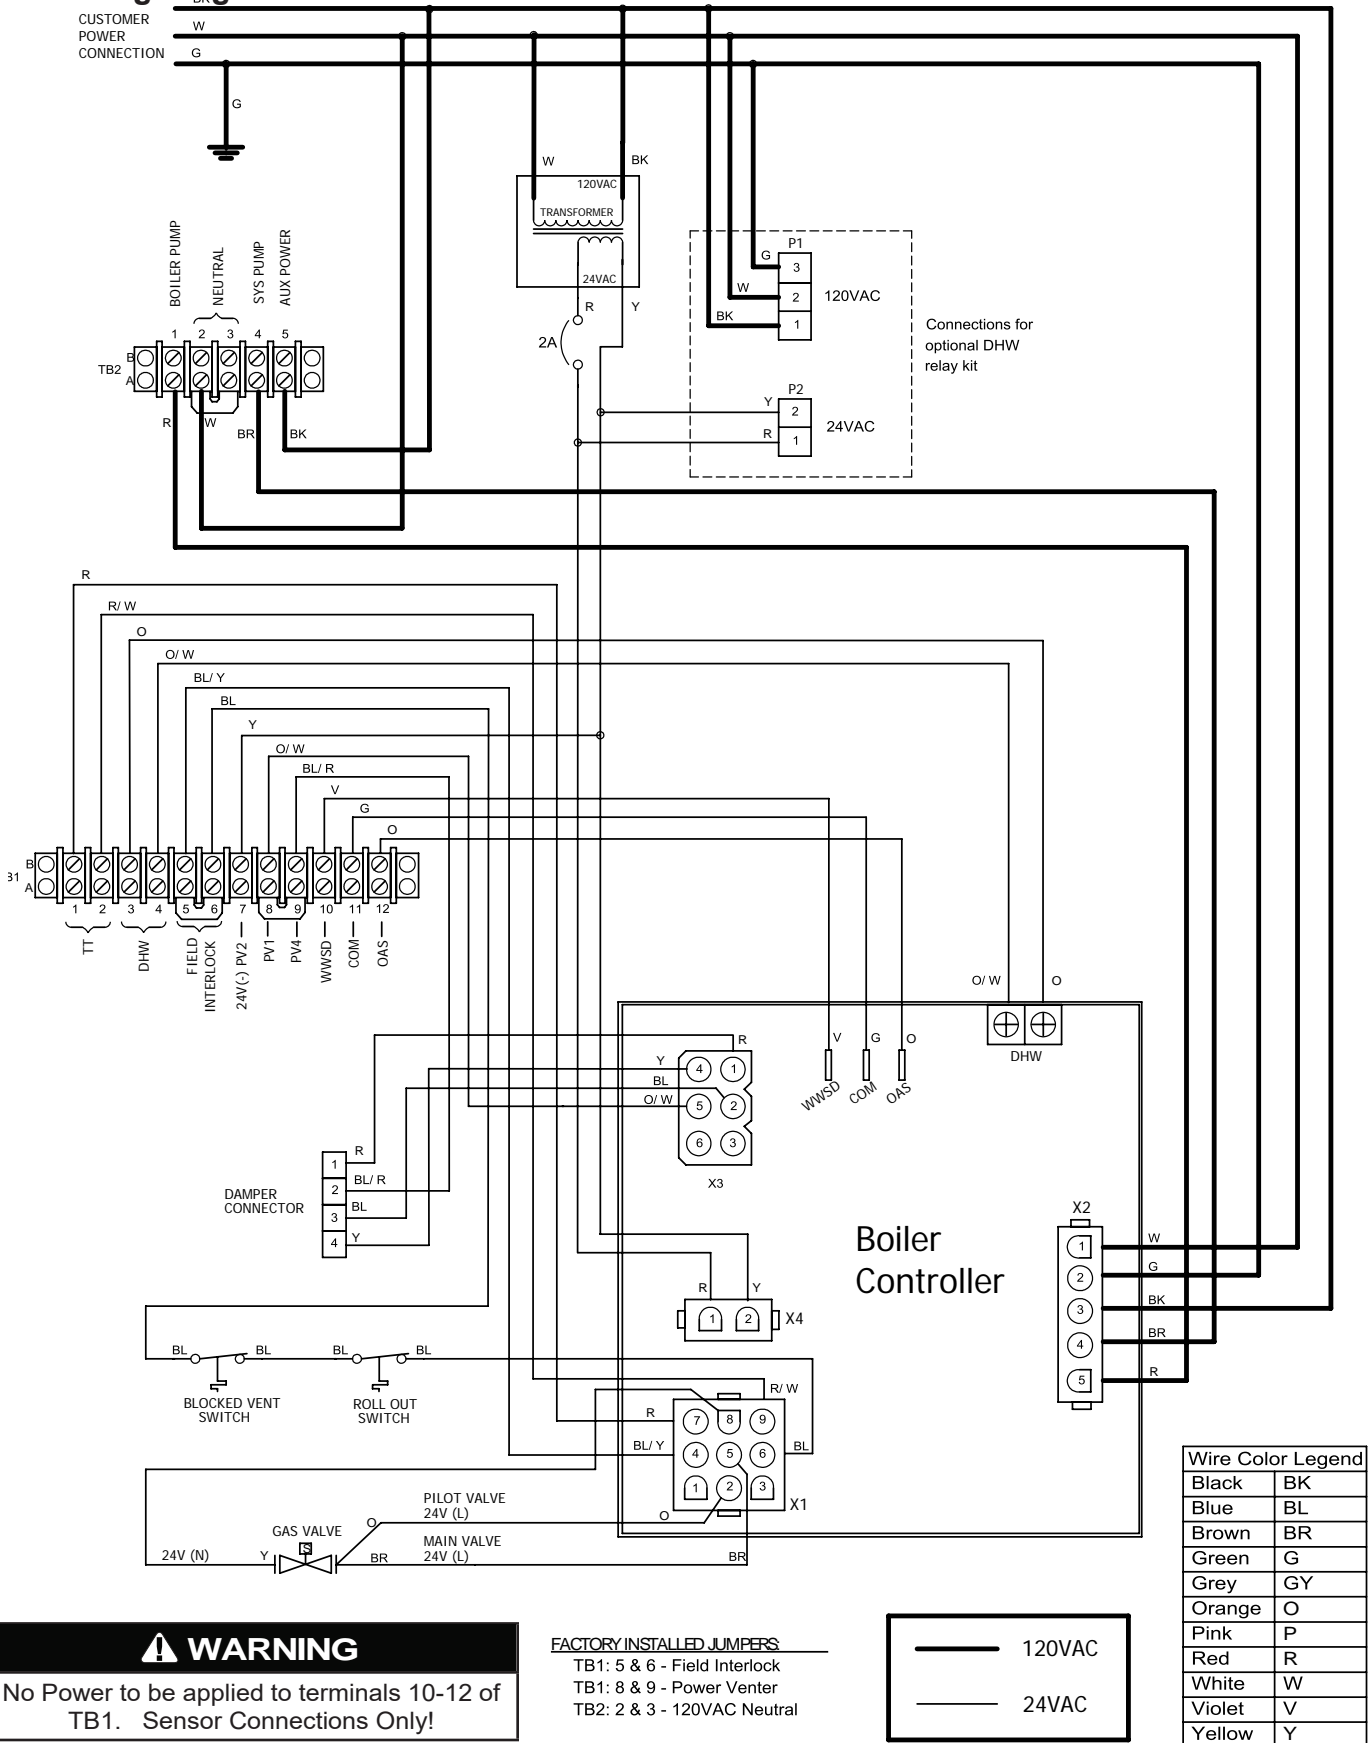 BK
CUSTOMER
POWER
CONNECTION
W
G
G
W
BK
120VAC
TRANSFORMER
24VAC
R
Y
2A
BOILER PUMP
NEUTRAL
SYS PUMP
AUX POWER
1 2 3 4 5
TB2
B
A
R
W
BR
BK
P1
G 3
W 2
BK 1
120VAC
P2
Y 2
R 1
24VAC
Connections for
optional DHW
relay kit
R
R/ W
O
O/ W
BL/ Y
BL
Y
O/ W
BL/ R
V
G
O
B
A
1 2 3 4 5 6 7 8 9 10 11 12
TT
DHW
FIELD
INTERLOCK
24V(-) PV2
PV1
PV4
WWSD
COM
OAS
O/ W
O
DHW
V
G
O
WWSD
COM
OAS
R
Y
BL
O/ W
4 1
5 2
6 3
X3
DAMPER
CONNECTOR
1 R
2 BL/ R
3 BL
4 Y
Boiler
Controller
X2
1 W
2 G
3 BK
4 BR
5 R
R
Y
1 2
X4
BL
BL
BL
BL
BLOCKED VENT
SWITCH
ROLL OUT
SWITCH
R/ W
R
BL/ Y
BL
7 8 9
4 5 6
1 2 3
X1
PILOT VALVE
24V (L)
O
O
GAS VALVE
S
MAIN VALVE
24V (L)
24V (N)
Y
BR
BR
Wire Color Legend
Black BK
Blue BL
Brown BR
Green G
Grey GY
Orange O
Pink P
Red R
White W
Violet V
Yellow Y
WARNING
No Power to be applied to terminals 10-12 of
TB1. Sensor Connections Only!
FACTORY INSTALLED JUMPERS:
TB1: 5 & 6 - Field Interlock
TB1: 8 & 9 - Power Venter
TB2: 2 & 3 - 120VAC Neutral
120VAC
24VAC